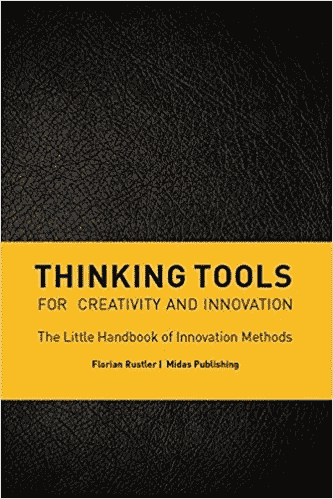 THINKING TOOLS
FOR CREATIVITY AND INNOVATION
The Little Handbook of Innovation Methods
Florian Rustler | Midas Publishing